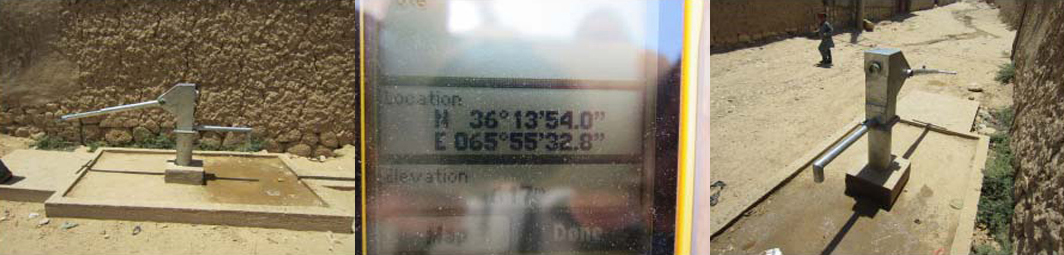 Location
N 36°13'54.0"
E 065°55'32.8"
Elevation
Map Done